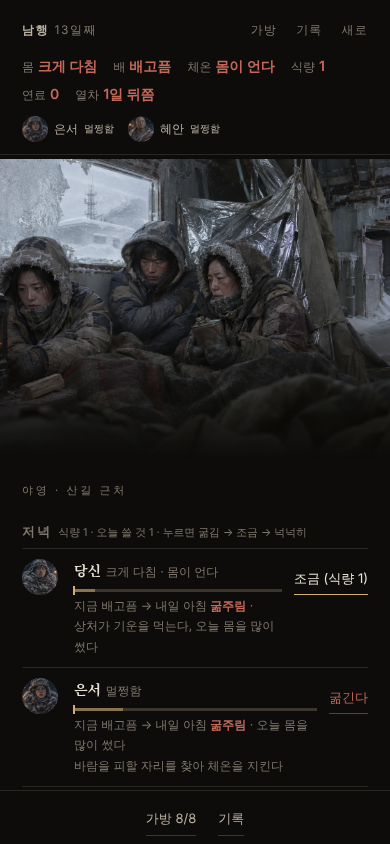 남행 13일째 가방 기록 새로
몸 크게 다침 배 배고픔 체온 몸이 언다 식량 1
연료 0 열차 1일 뒤쯤
은서 멀쩡함 혜안 멀쩡함
야영 · 산길 근처
저녁 식량 1 · 오늘 쓸 것 1 · 누르면 굶김 → 조금 → 넉넉히
당신 크게 다침 · 몸이 언다
조금 (식량 1)
지금 배고픔 → 내일 아침 굶주림 ·
상처가 기운을 먹는다, 오늘 몸을 많이
썼다
은서 멀쩡함
굶긴다
지금 배고픔 → 내일 아침 굶주림 · 오늘 몸을
많이 썼다
바람을 피할 자리를 찾아 체온을 지킨다
가방 8/8 기록